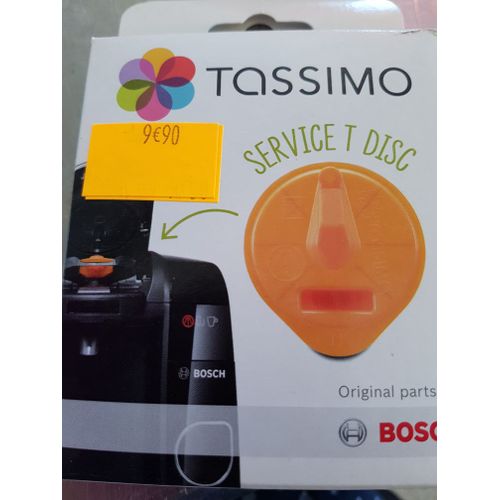 TASSIMO
9€90
SERVICE T DISC
BOSCH
Original parts
BOSC